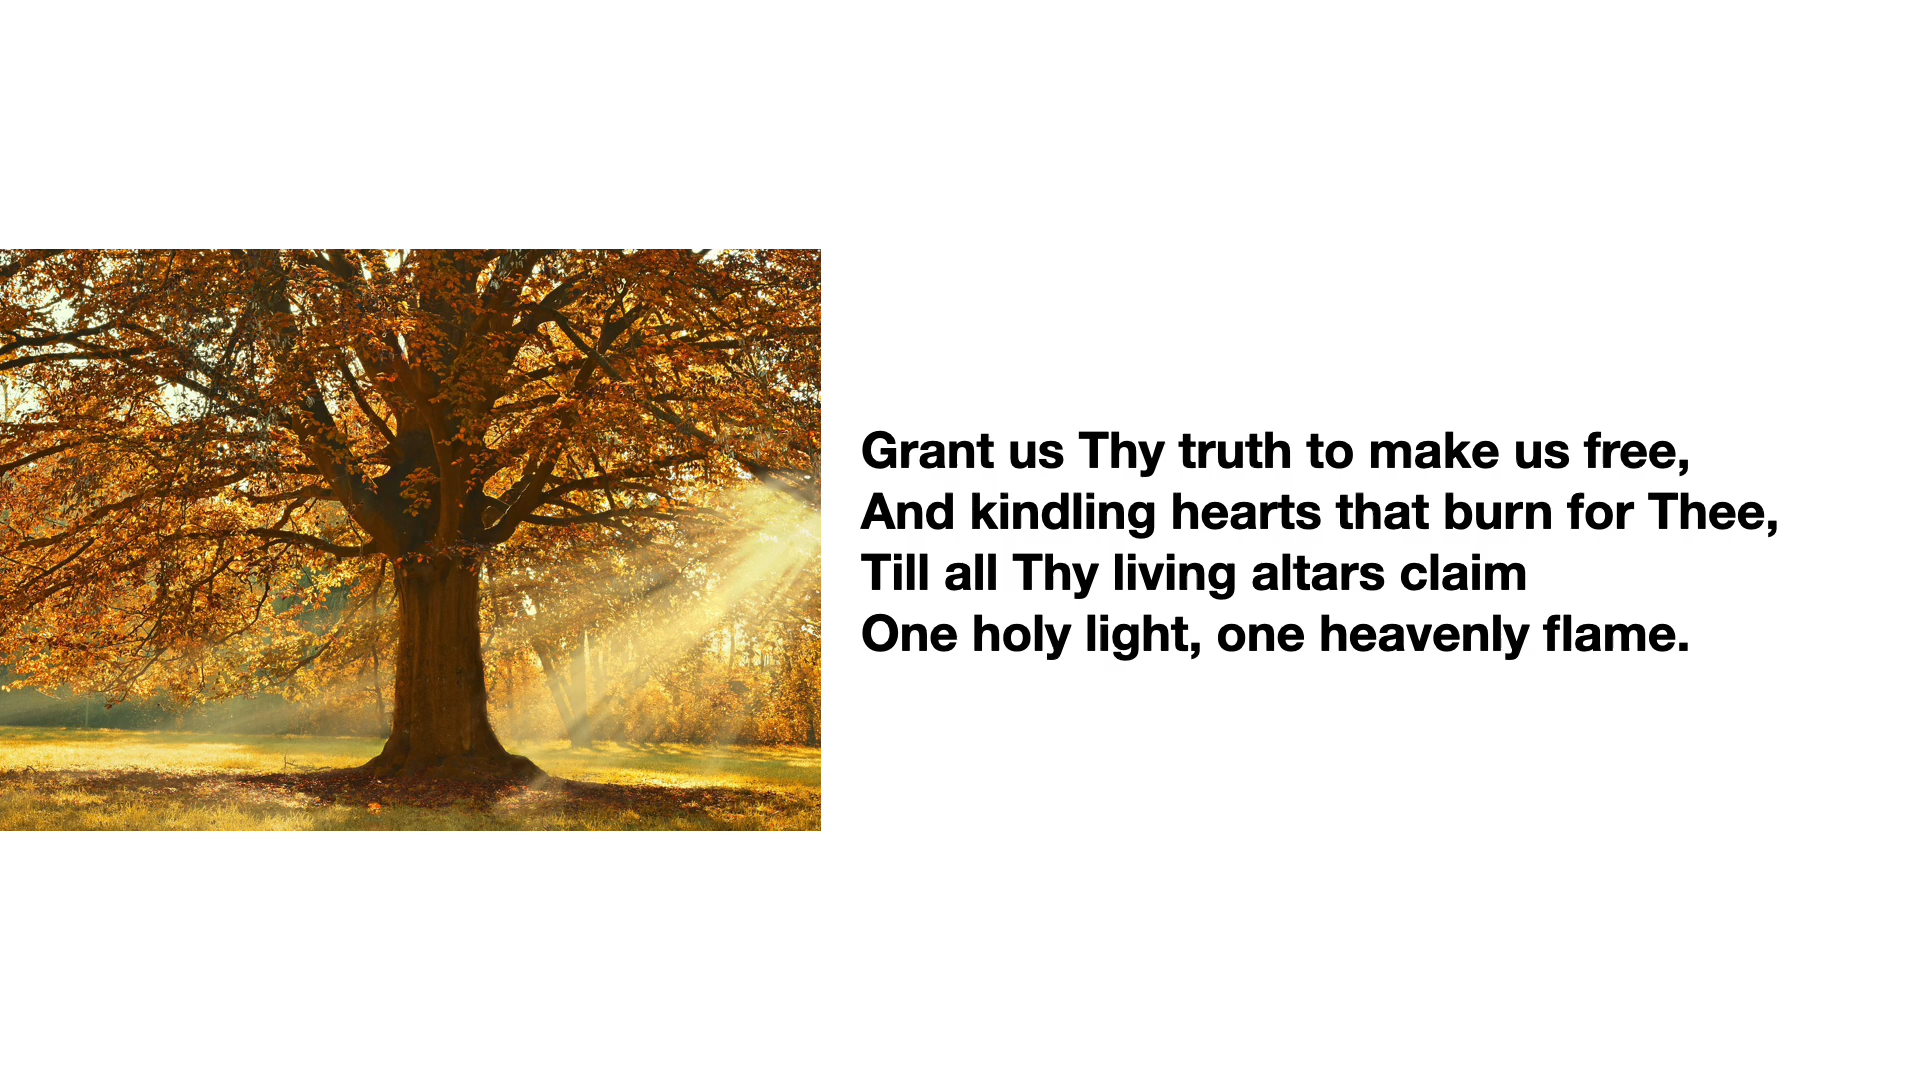 Grant us Thy truth to make us free,
And kindling hearts that burn for Thee,
Till all Thy living altars claim
One holy light, one heavenly flame.